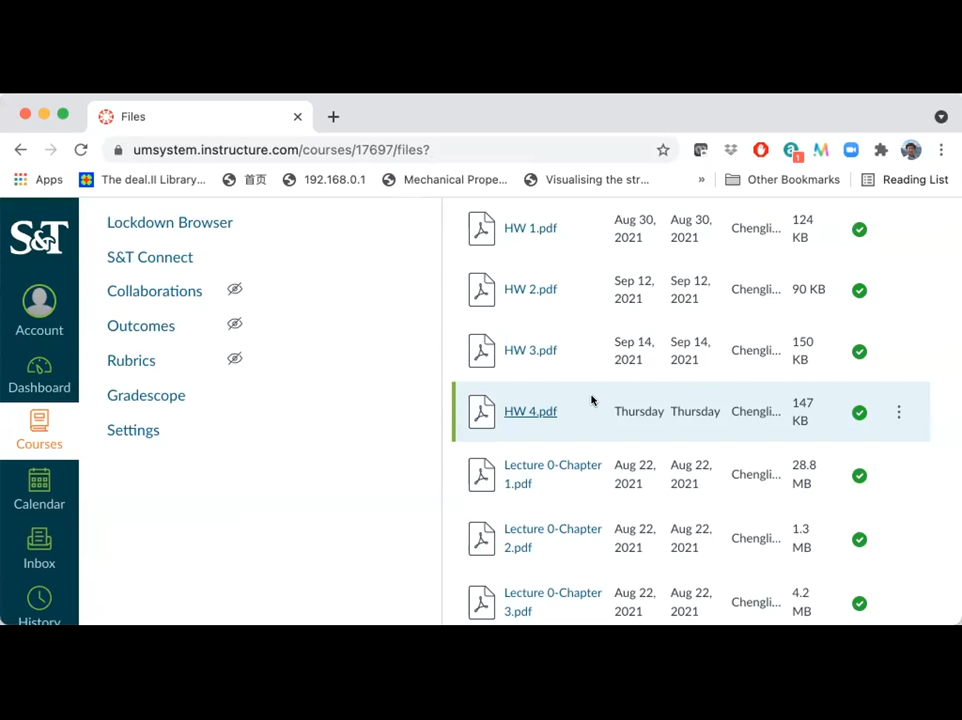 Files
umsystem.instructure.com/courses/17697/files?
Apps
The deal.II Library...
首页
192.168.0.1
Mechanical Prope...
Visualising the str...
»
Other Bookmarks
Reading List
S&T
Account
Dashboard
Courses
Calendar
Inbox
History
Lockdown Browser
S&T Connect
Collaborations
Outcomes
Rubrics
Gradescope
Settings
HW 1.pdf Aug 30, Aug 30, Chengli... 124
2021 2021 KB
HW 2.pdf Sep 12, Sep 12, Chengli... 90 KB
2021 2021
HW 3.pdf Sep 14, Sep 14, Chengli... 150
2021 2021 KB
HW 4.pdf Thursday Thursday Chengli... 147
KB
Lecture 0-Chapter Aug 22, Aug 22, Chengli... 28.8
1.pdf 2021 2021 MB
Lecture 0-Chapter Aug 22, Aug 22, Chengli... 1.3
2.pdf 2021 2021 MB
Lecture 0-Chapter Aug 22, Aug 22, Chengli... 4.2
3.pdf 2021 2021 MB